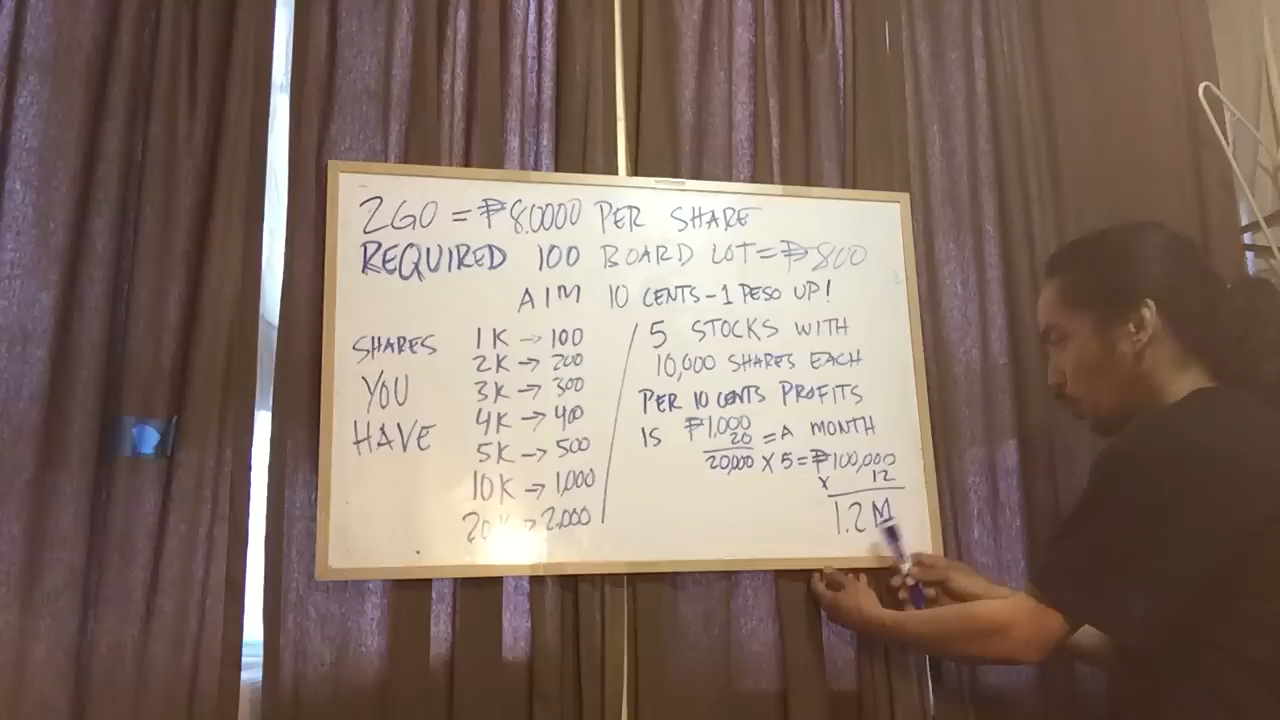 2GO = ₱8.0000 PER SHARE
REQUIRED 100 BOARD LOT = ₱800
AIM 10 CENTS - 1 PESO UP!
SHARES
YOU
HAVE
1K → 100
2K → 200
3K → 300
4K → 400
5K → 500
10K → 1,000
20K → 2,000
5 STOCKS WITH
10,000 SHARES EACH
PER 10 CENTS PROFITS
IS ₱1,000
20 = A MONTH
20,000 X 5 = ₱100,000
X 12
1.2 M